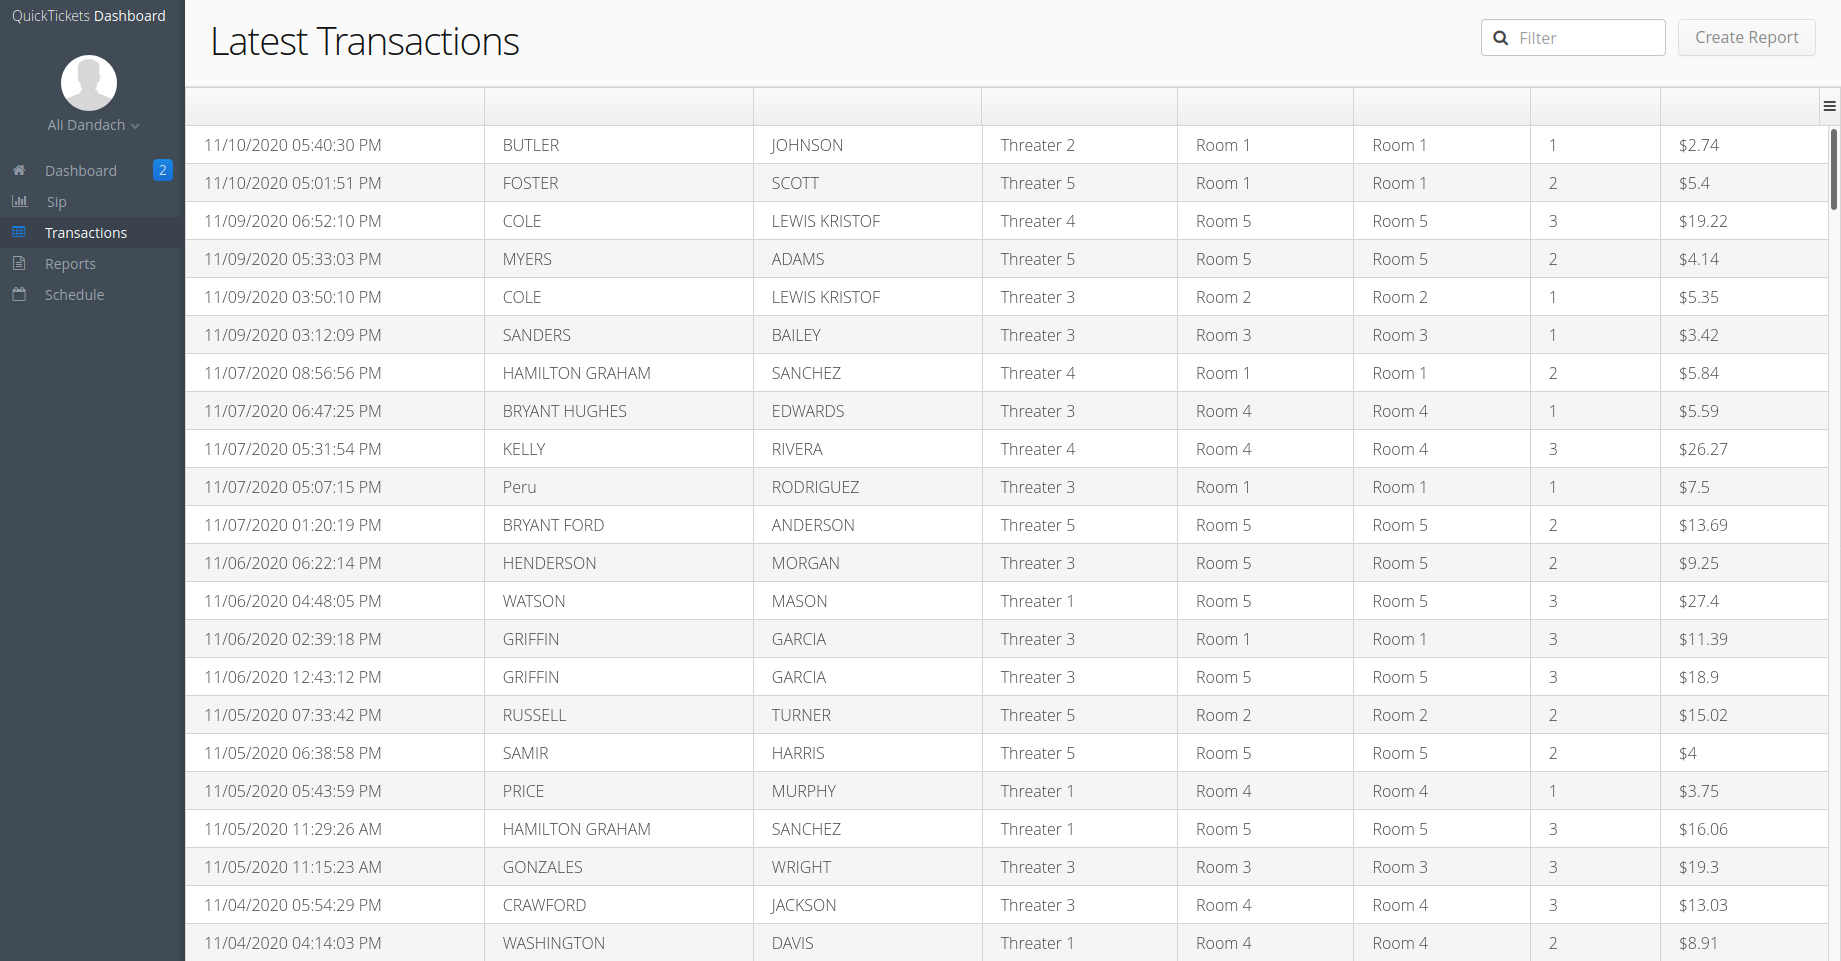 QuickTickets Dashboard
Ali Dandach
Dashboard 2
Sip
Transactions
Reports
Schedule
Latest Transactions
Filter
Create Report
11/10/2020 05:40:30 PM BUTLER JOHNSON Threater 2 Room 1 Room 1 1 $2.74
11/10/2020 05:01:51 PM FOSTER SCOTT Threater 5 Room 1 Room 1 2 $5.4
11/09/2020 06:52:10 PM COLE LEWIS KRISTOF Threater 4 Room 5 Room 5 3 $19.22
11/09/2020 05:33:03 PM MYERS ADAMS Threater 5 Room 5 Room 5 2 $4.14
11/09/2020 03:50:10 PM COLE LEWIS KRISTOF Threater 3 Room 2 Room 2 1 $5.35
11/09/2020 03:12:09 PM SANDERS BAILEY Threater 3 Room 3 Room 3 1 $3.42
11/07/2020 08:56:56 PM HAMILTON GRAHAM SANCHEZ Threater 4 Room 1 Room 1 2 $5.84
11/07/2020 06:47:25 PM BRYANT HUGHES EDWARDS Threater 3 Room 4 Room 4 1 $5.59
11/07/2020 05:31:54 PM KELLY RIVERA Threater 4 Room 4 Room 4 3 $26.27
11/07/2020 05:07:15 PM Peru RODRIGUEZ Threater 3 Room 1 Room 1 1 $7.5
11/07/2020 01:20:19 PM BRYANT FORD ANDERSON Threater 5 Room 5 Room 5 2 $13.69
11/06/2020 06:22:14 PM HENDERSON MORGAN Threater 3 Room 5 Room 5 2 $9.25
11/06/2020 04:48:05 PM WATSON MASON Threater 1 Room 5 Room 5 3 $27.4
11/06/2020 02:39:18 PM GRIFFIN GARCIA Threater 3 Room 1 Room 1 3 $11.39
11/06/2020 12:43:12 PM GRIFFIN GARCIA Threater 3 Room 5 Room 5 3 $18.9
11/05/2020 07:33:42 PM RUSSELL TURNER Threater 5 Room 2 Room 2 2 $15.02
11/05/2020 06:38:58 PM SAMIR HARRIS Threater 5 Room 5 Room 5 2 $4
11/05/2020 05:43:59 PM PRICE MURPHY Threater 1 Room 4 Room 4 1 $3.75
11/05/2020 11:29:26 AM HAMILTON GRAHAM SANCHEZ Threater 1 Room 5 Room 5 3 $16.06
11/05/2020 11:15:23 AM GONZALES WRIGHT Threater 3 Room 3 Room 3 3 $19.3
11/04/2020 05:54:29 PM CRAWFORD JACKSON Threater 3 Room 4 Room 4 3 $13.03
11/04/2020 04:14:03 PM WASHINGTON DAVIS Threater 1 Room 4 Room 4 2 $8.91